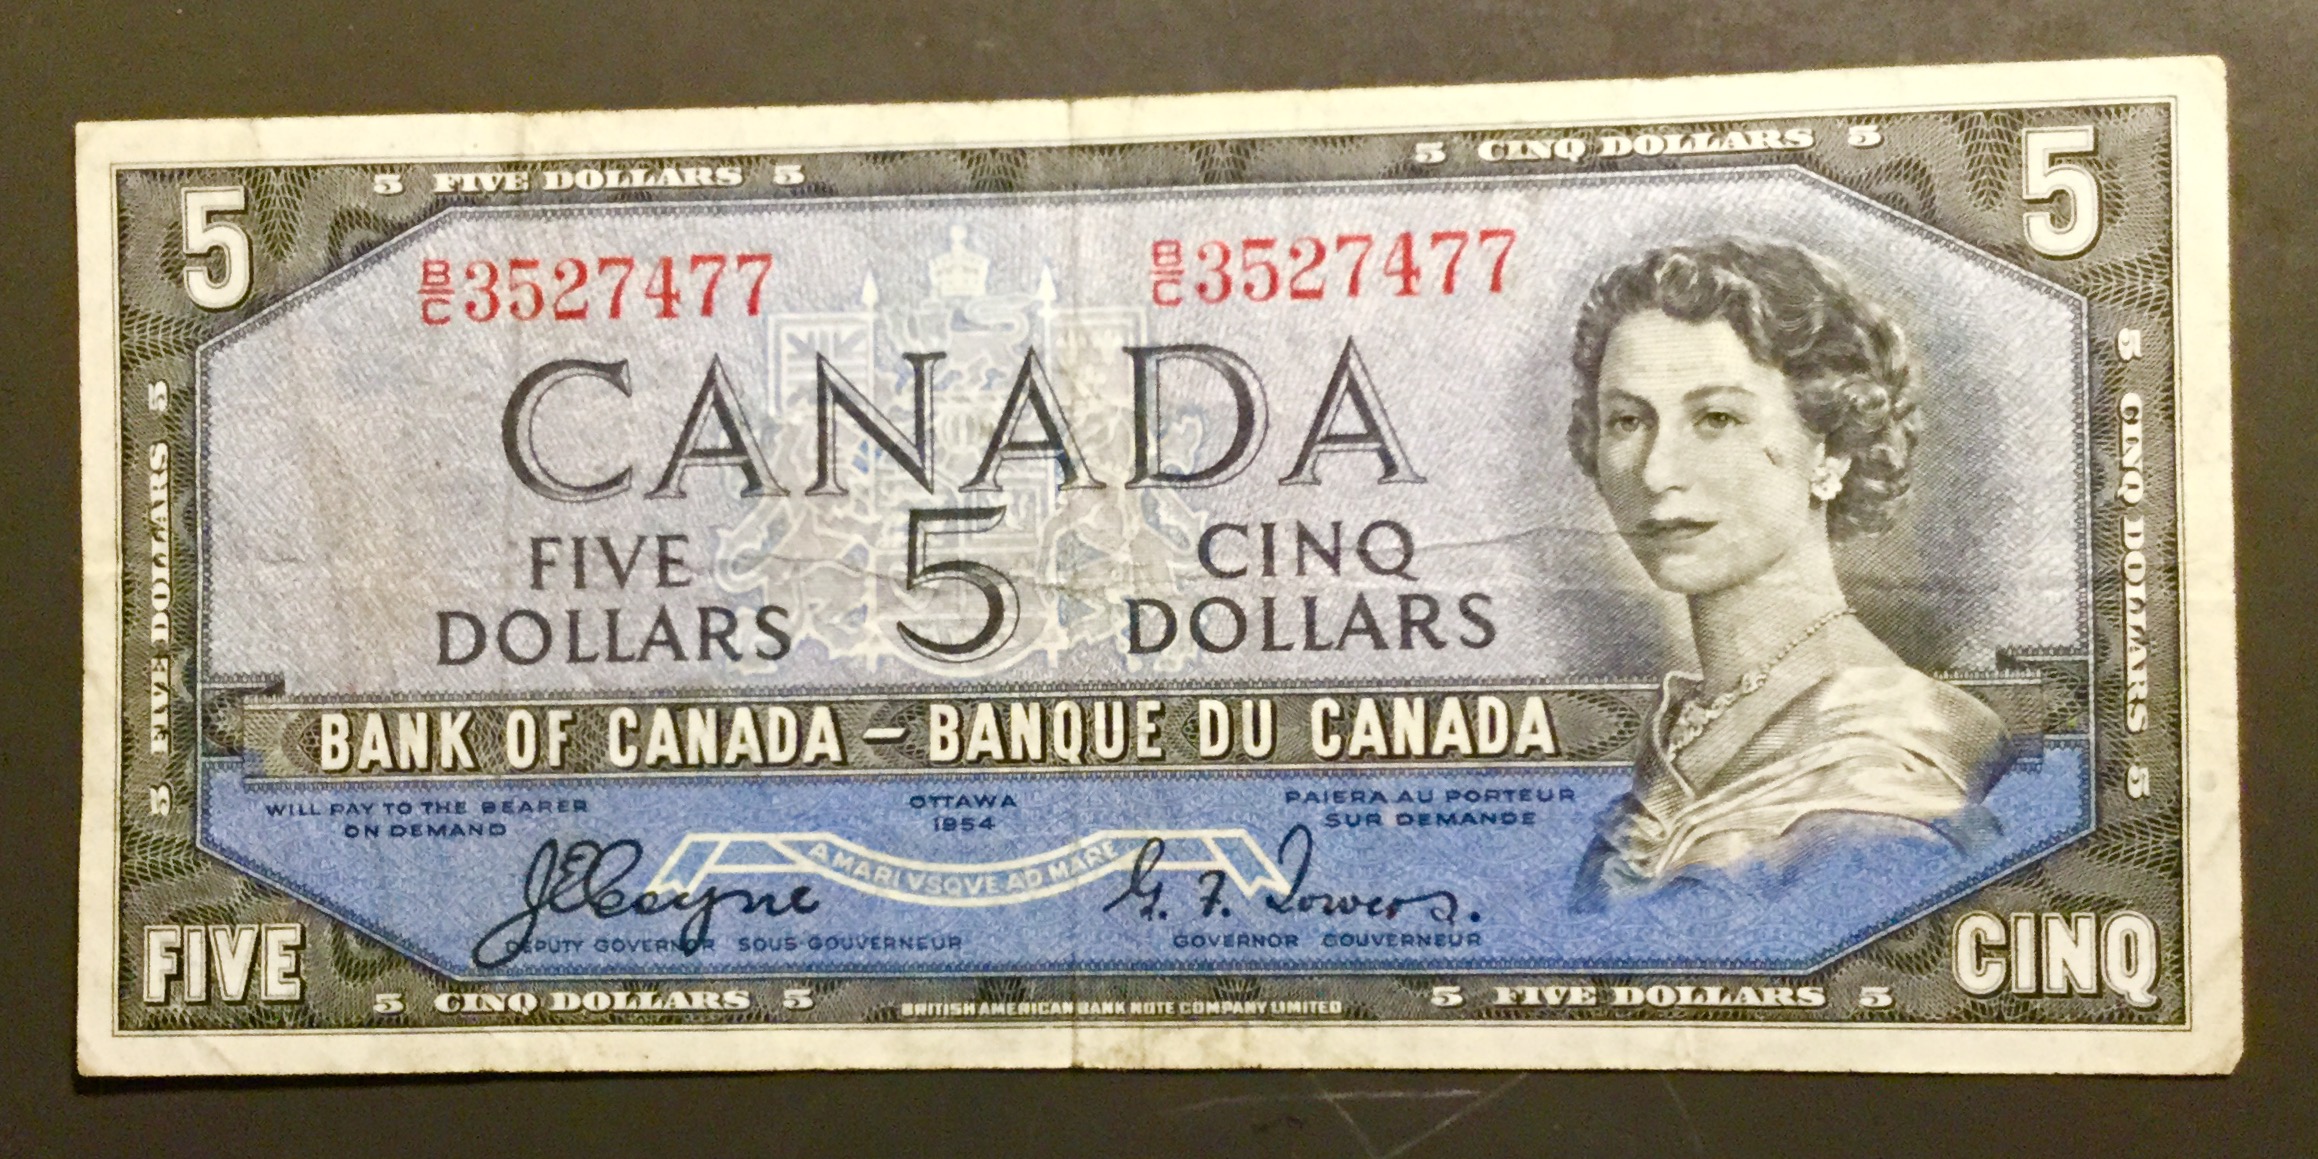 5 FIVE DOLLARS 5
5 CINQ DOLLARS 5
5
5
B/C 3527477
B/C 3527477
CANADA
FIVE DOLLARS
5
CINQ DOLLARS
5 FIVE DOLLARS 5
5 CINQ DOLLARS 5
BANK OF CANADA – BANQUE DU CANADA
WILL PAY TO THE BEARER
ON DEMAND
OTTAWA
1954
PAIERA AU PORTEUR
SUR DEMANDE
A MARI VSQVE AD MARE
J E Coyne
G. F. Towers.
DEPUTY GOVERNOR SOUS-GOUVERNEUR
GOVERNOR GOUVERNEUR
FIVE
CINQ
5 CINQ DOLLARS 5
BRITISH AMERICAN BANK NOTE COMPANY LIMITED
5 FIVE DOLLARS 5